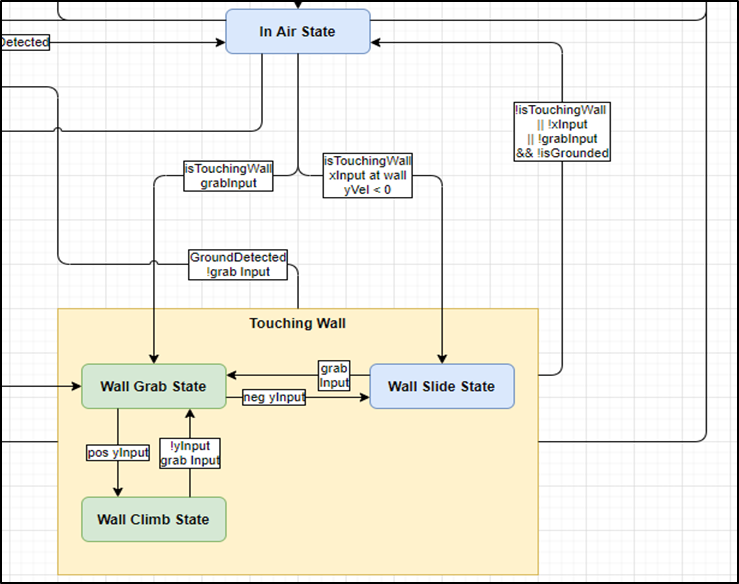 In Air State
Detected
!isTouchingWall
|| !xInput
|| !grabInput
&& !isGrounded
isTouchingWall
grabInput
isTouchingWall
xInput at wall
yVel < 0
GroundDetected
!grab Input
Touching Wall
Wall Grab State
grab
Input
neg yInput
Wall Slide State
pos yInput
!yInput
grab Input
Wall Climb State